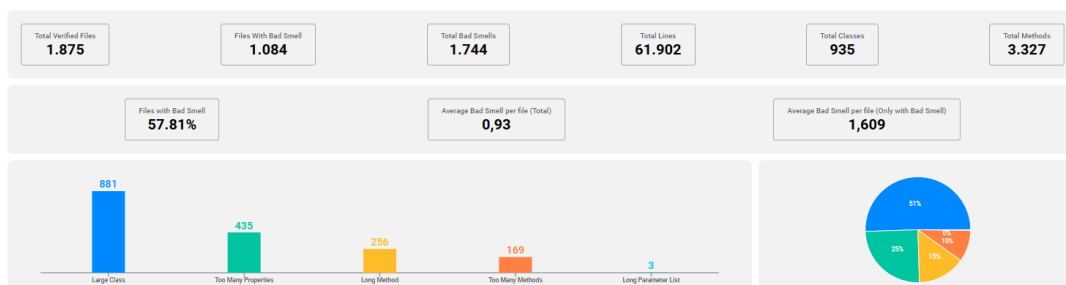 Total Verified Files
1.875
Files With Bad Smell
1.084
Total Bad Smells
1.744
Total Lines
61.902
Total Classes
935
Total Methods
3.327
Files with Bad Smell
57.81%
Average Bad Smell per file (Total)
0,93
Average Bad Smell per file (Only with Bad Smell)
1,609
881
435
256
169
3
Large Class
Too Many Properties
Long Method
Too Many Methods
Long Parameter List
51%
0%
10%
25%
15%